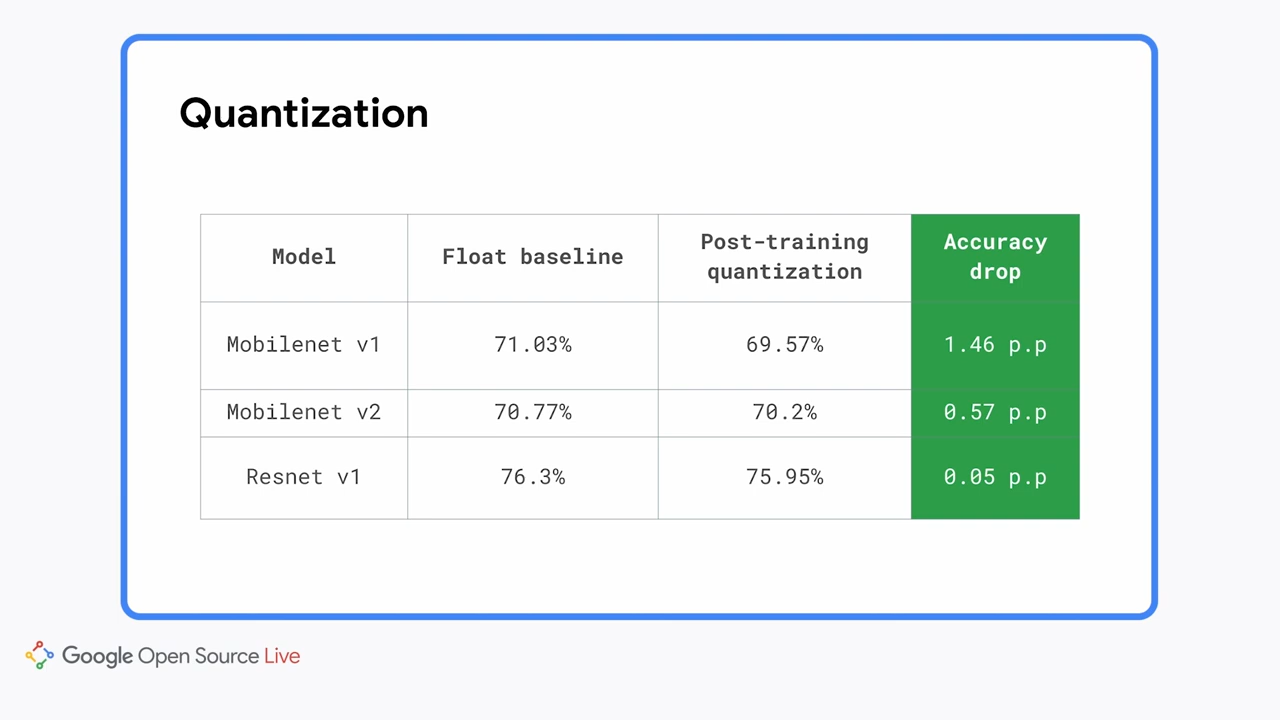 Quantization
Model Float baseline Post-training quantization Accuracy drop
Mobilenet v1 71.03% 69.57% 1.46 p.p
Mobilenet v2 70.77% 70.2% 0.57 p.p
Resnet v1 76.3% 75.95% 0.05 p.p
Google Open Source Live